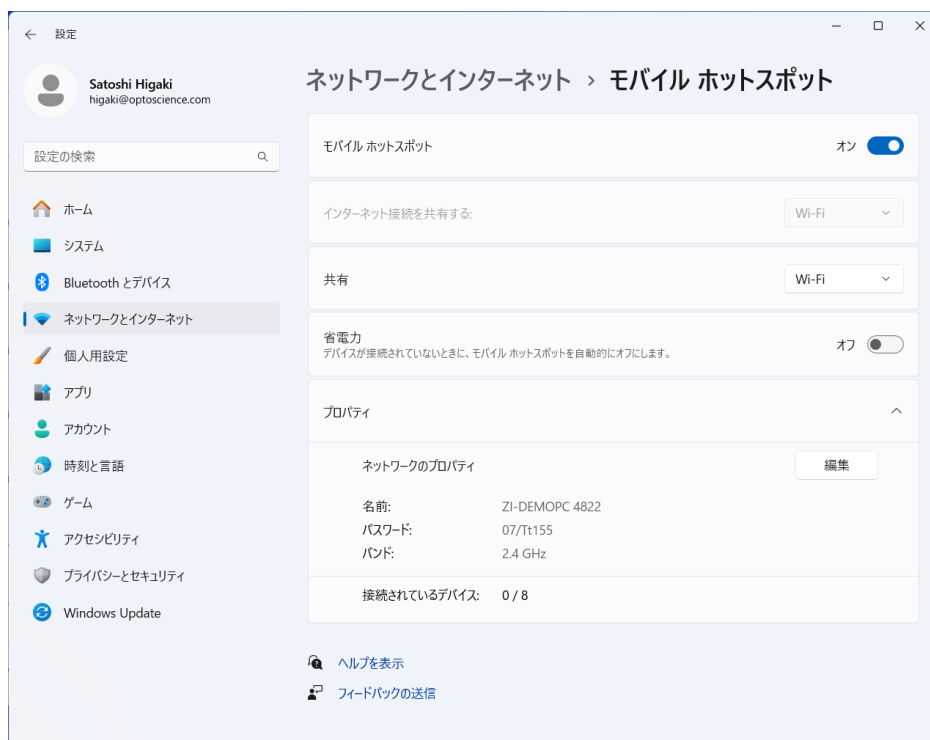 設定
Satoshi Higaki
higaki@optoscience.com
設定の検索
ホーム
システム
Bluetooth とデバイス
ネットワークとインターネット
個人用設定
アプリ
アカウント
時刻と言語
ゲーム
アクセシビリティ
プライバシーとセキュリティ
Windows Update
ネットワークとインターネット › モバイル ホットスポット
モバイル ホットスポット オン
インターネット接続を共有する: Wi-Fi
共有 Wi-Fi
省電力
デバイスが接続されていないときに、モバイル ホットスポットを自動的にオフにします。 オフ
プロパティ
ネットワークのプロパティ 編集
名前: ZI-DEMOPC 4822
パスワード: 07/Tt155
バンド: 2.4 GHz
接続されているデバイス: 0 / 8
ヘルプを表示
フィードバックの送信